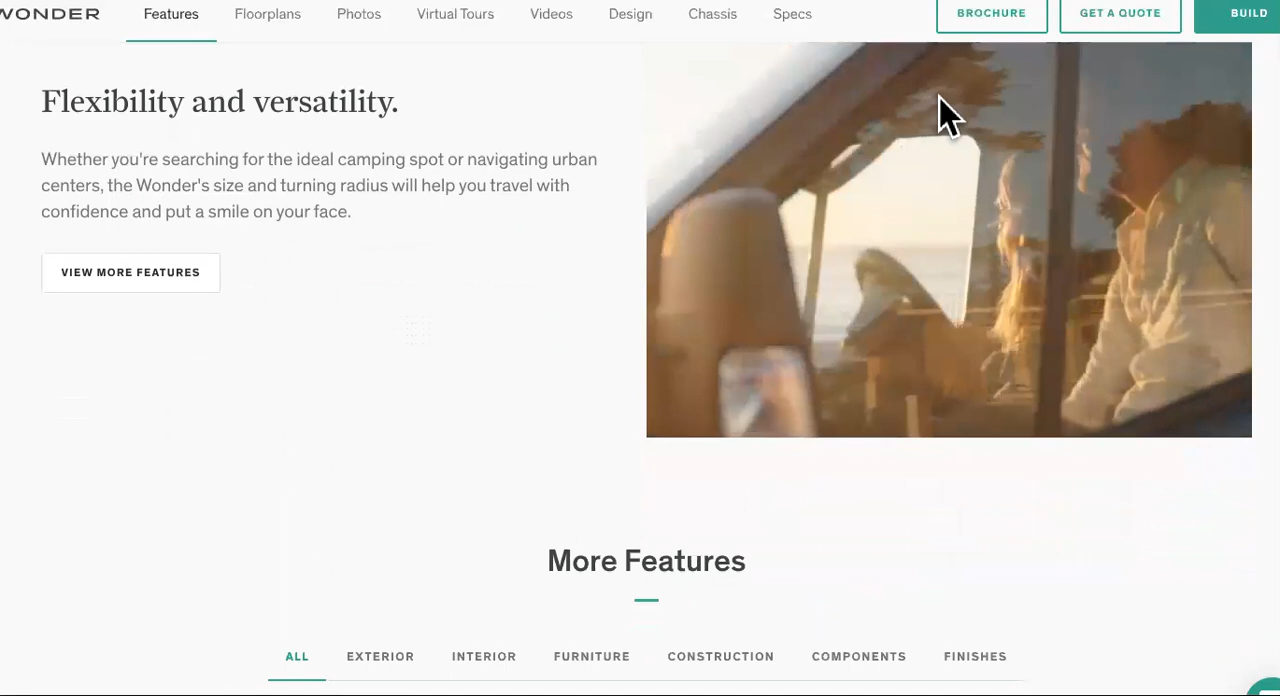 WONDER Features Floorplans Photos Virtual Tours Videos Design Chassis Specs BROCHURE GET A QUOTE BUILD
Flexibility and versatility.
Whether you're searching for the ideal camping spot or navigating urban
centers, the Wonder's size and turning radius will help you travel with
confidence and put a smile on your face.
VIEW MORE FEATURES
More Features
ALL EXTERIOR INTERIOR FURNITURE CONSTRUCTION COMPONENTS FINISHES